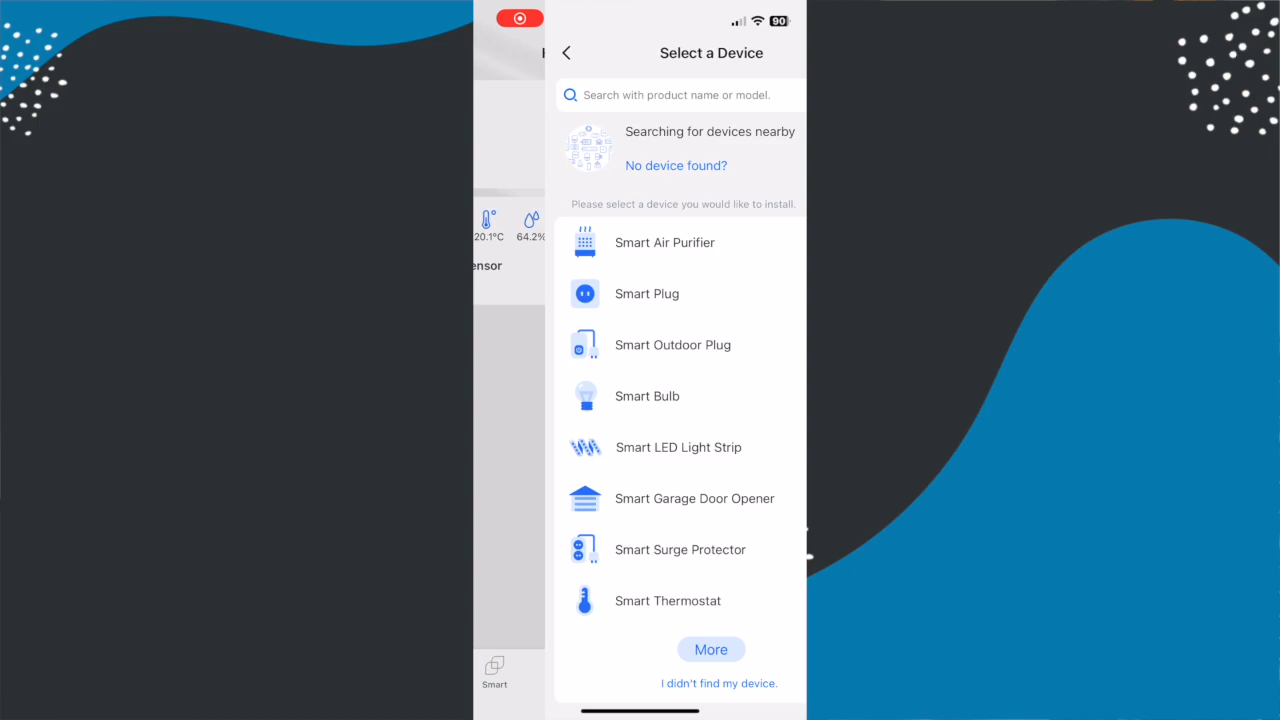 90
Select a Device
Search with product name or model.
Searching for devices nearby
No device found?
Please select a device you would like to install.
20.1°C 64.2%
ensor
Smart Air Purifier
Smart Plug
Smart Outdoor Plug
Smart Bulb
Smart LED Light Strip
Smart Garage Door Opener
Smart Surge Protector
Smart Thermostat
More
I didn't find my device.
Smart